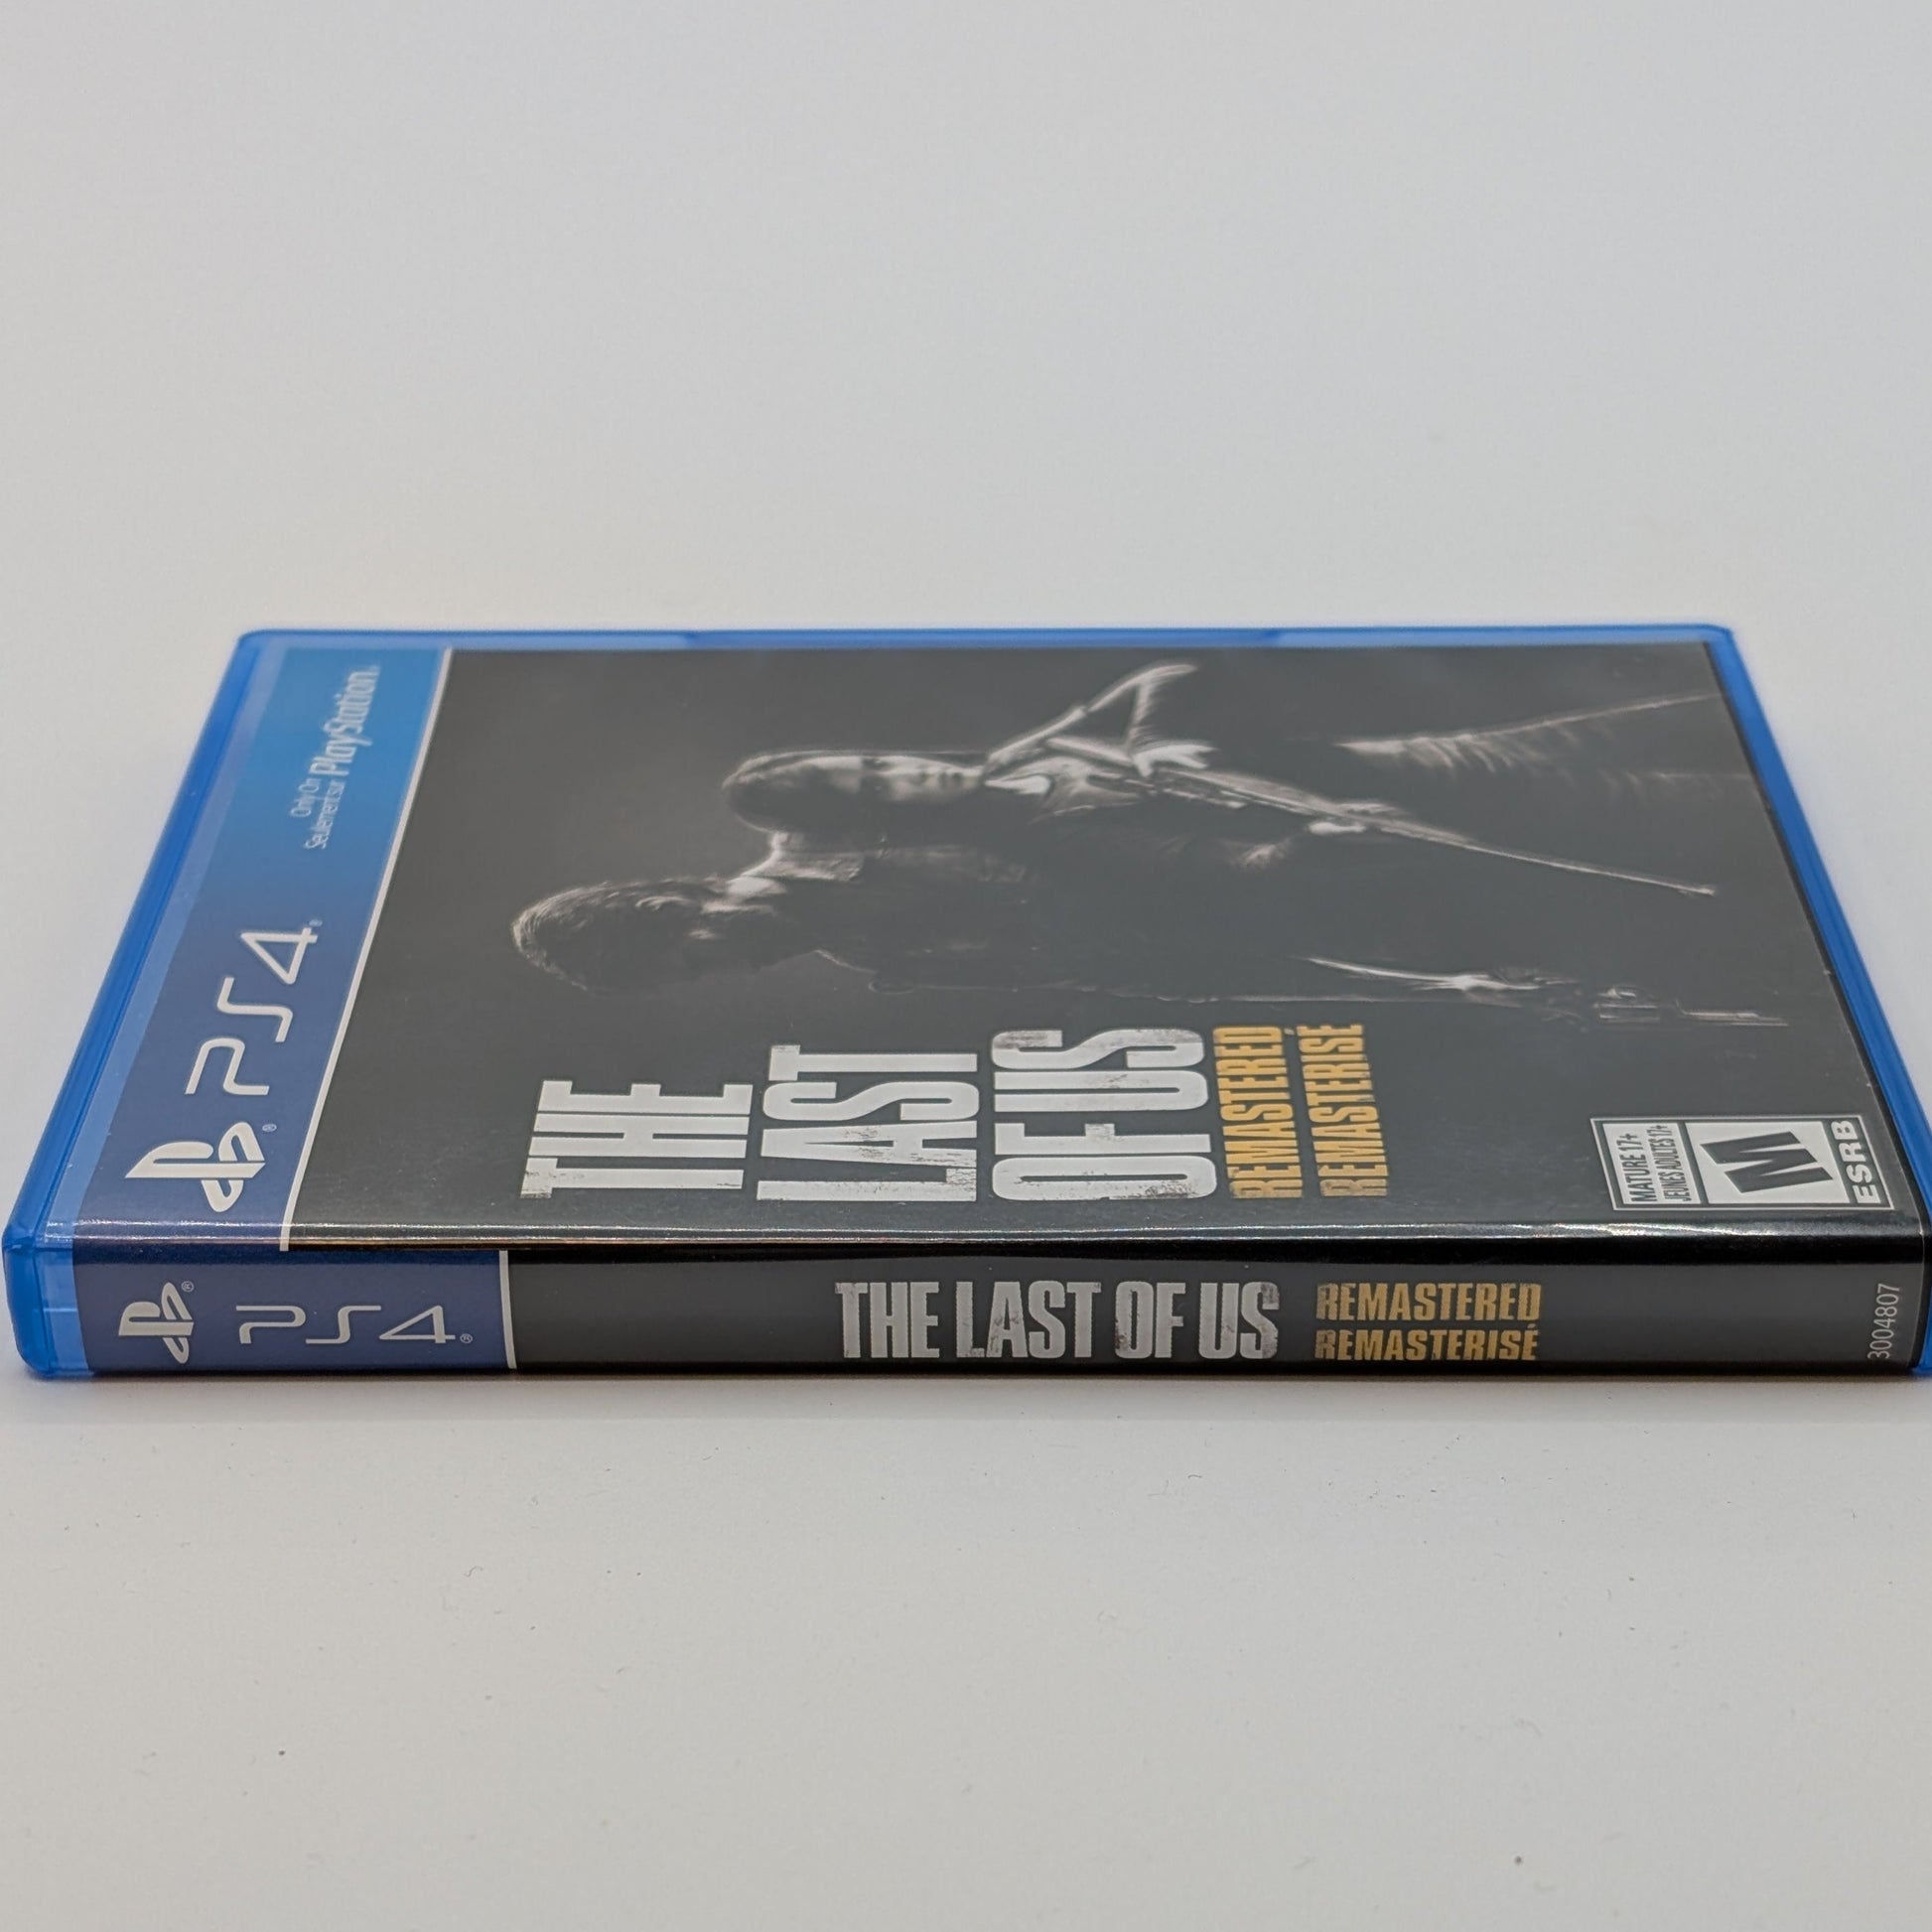 PS4
Only On
Seulement sur PlayStation
THE
LAST
OF US
REMASTERED
REMASTERISÉ
MATURE 17+
JEUNES ADULTES 17+
M
ESRB
PS4
THE LAST OF US
REMASTERED
REMASTERISÉ
3004807